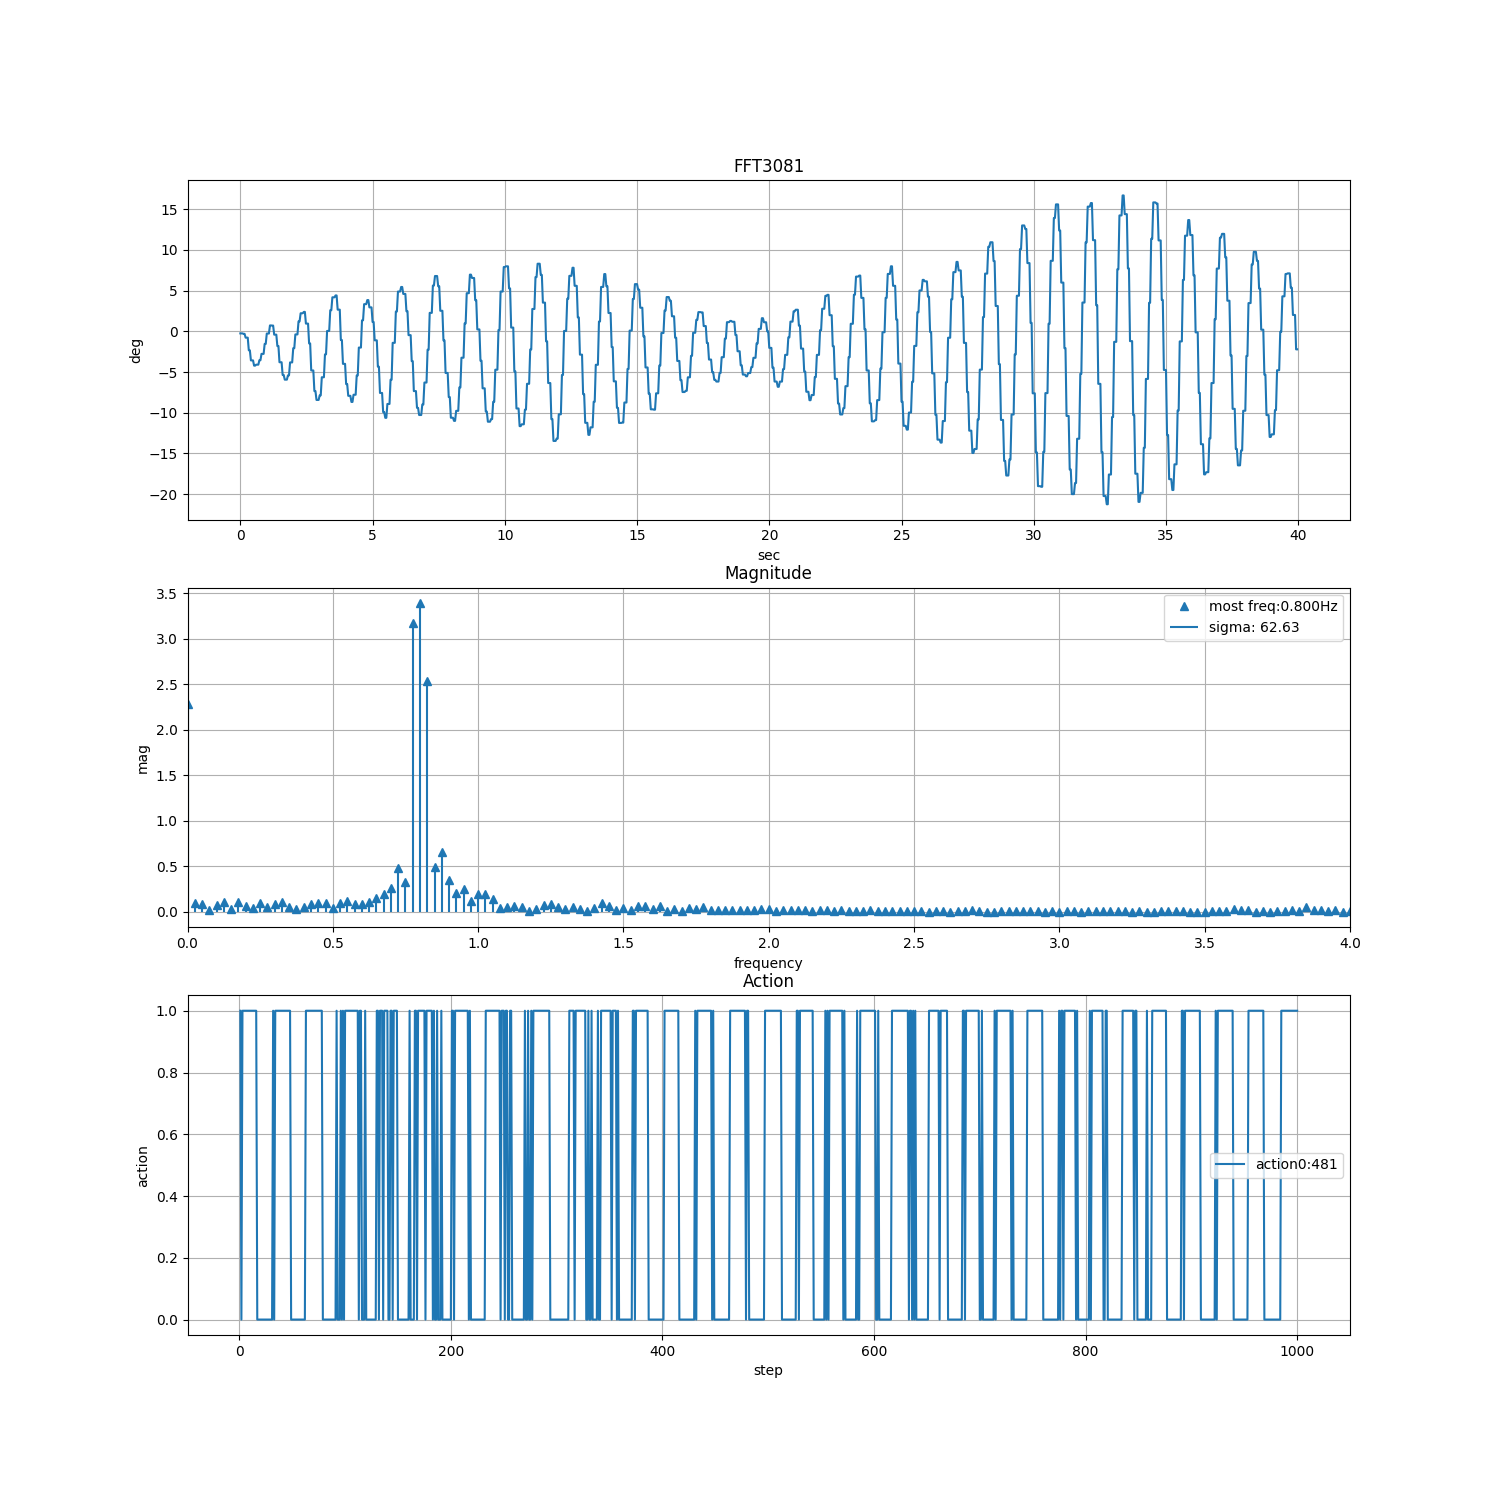 FFT3081
15
10
5
0
−5
−10
−15
−20
deg
0 5 10 15 20 25 30 35 40
sec
Magnitude
3.5
3.0
2.5
2.0
1.5
1.0
0.5
0.0
mag
most freq:0.800Hz
sigma: 62.63
0.0 0.5 1.0 1.5 2.0 2.5 3.0 3.5 4.0
frequency
Action
1.0
0.8
0.6
0.4
0.2
0.0
action
action0:481
0 200 400 600 800 1000
step